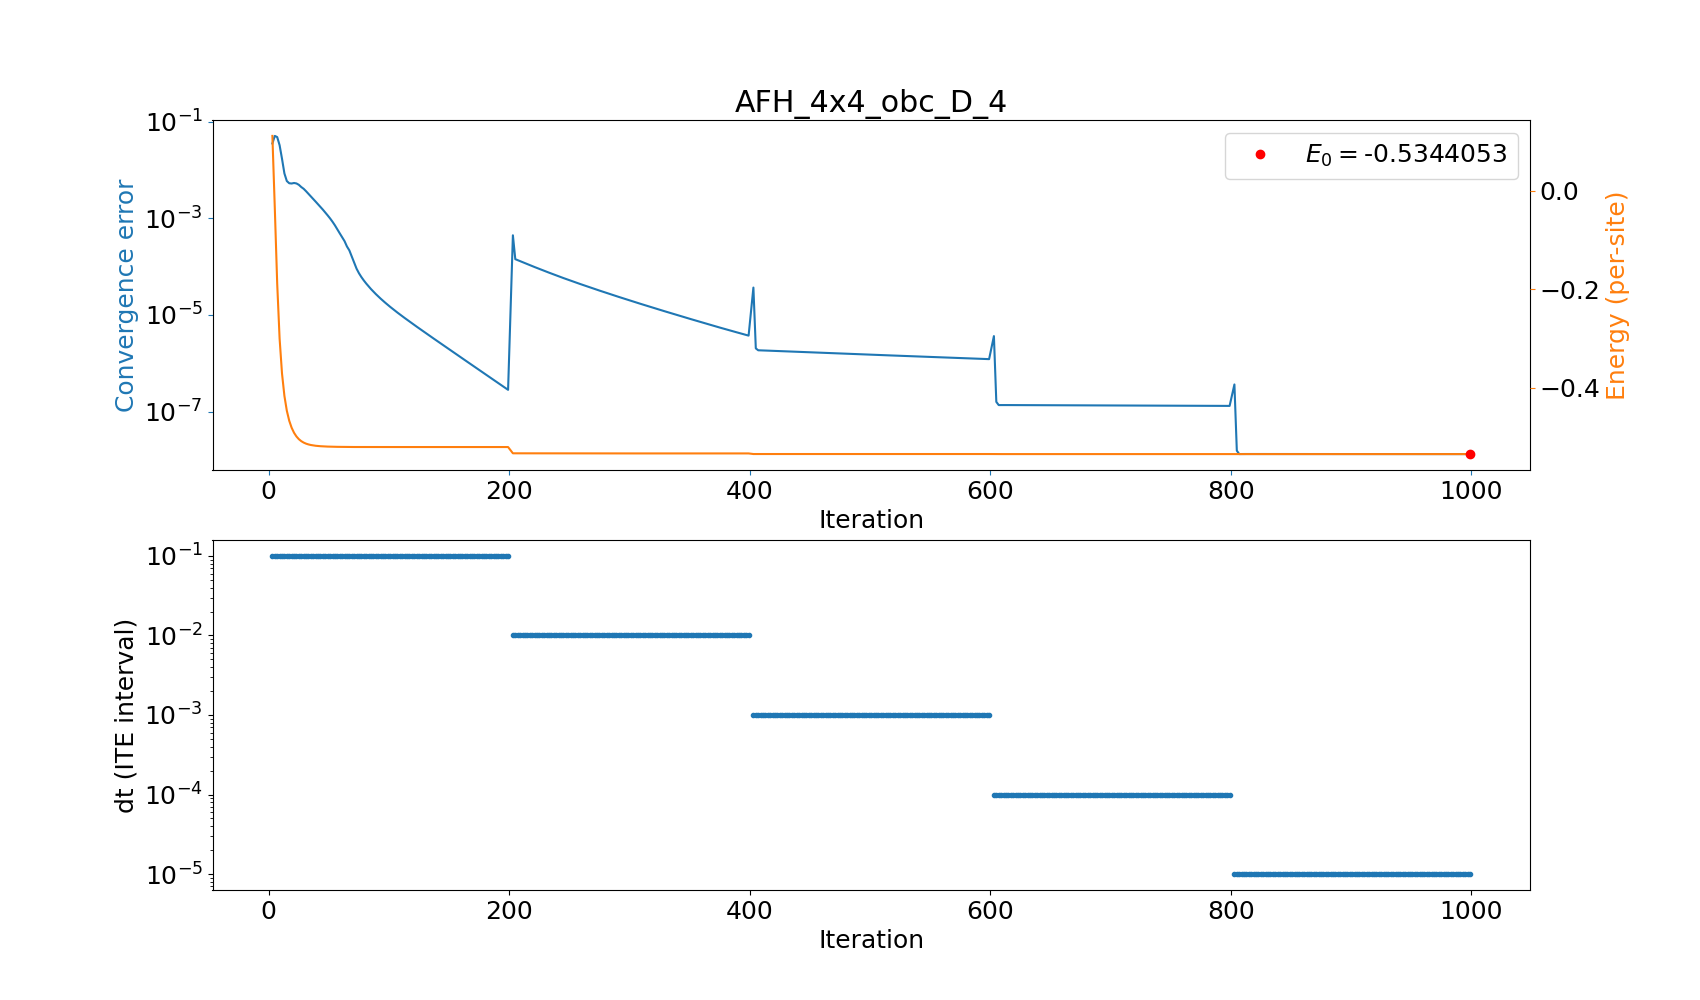 AFH_4x4_obc_D_4
10⁻¹
10⁻³
10⁻⁵
10⁻⁷
Convergence error
E₀ = -0.5344053
0.0
−0.2
−0.4
Energy (per-site)
0 200 400 600 800 1000
Iteration
10⁻¹
10⁻²
10⁻³
10⁻⁴
10⁻⁵
dt (ITE interval)
0 200 400 600 800 1000
Iteration